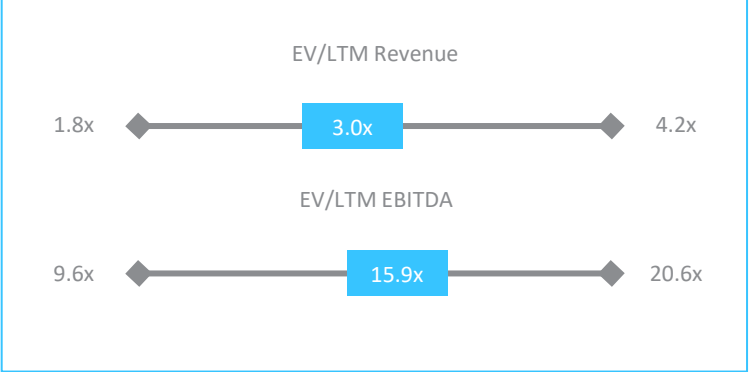 EV/LTM Revenue
1.8x 3.0x 4.2x
EV/LTM EBITDA
9.6x 15.9x 20.6x